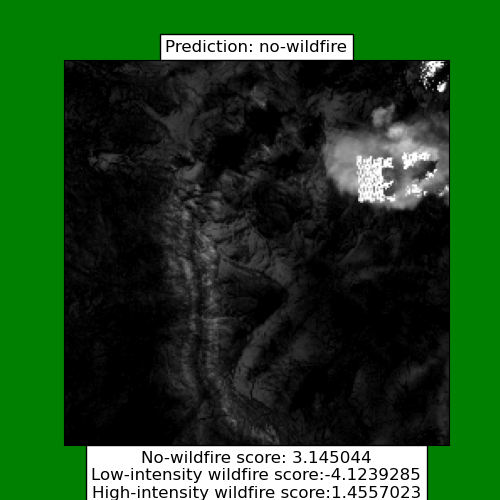 Prediction: no-wildfire
No-wildfire score: 3.145044
Low-intensity wildfire score:-4.1239285
High-intensity wildfire score:1.4557023